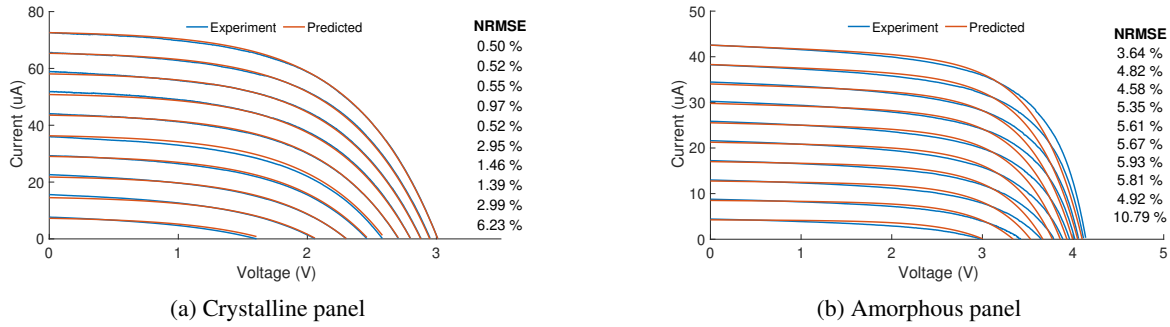 Experiment Predicted
NRMSE
0.50 %
0.52 %
0.55 %
0.97 %
0.52 %
2.95 %
1.46 %
1.39 %
2.99 %
6.23 %
80
60
40
20
0
Current (uA)
0 1 2 3
Voltage (V)
(a) Crystalline panel
Experiment Predicted
NRMSE
3.64 %
4.82 %
4.58 %
5.35 %
5.61 %
5.67 %
5.93 %
5.81 %
4.92 %
10.79 %
50
40
30
20
10
0
Current (uA)
0 1 2 3 4 5
Voltage (V)
(b) Amorphous panel